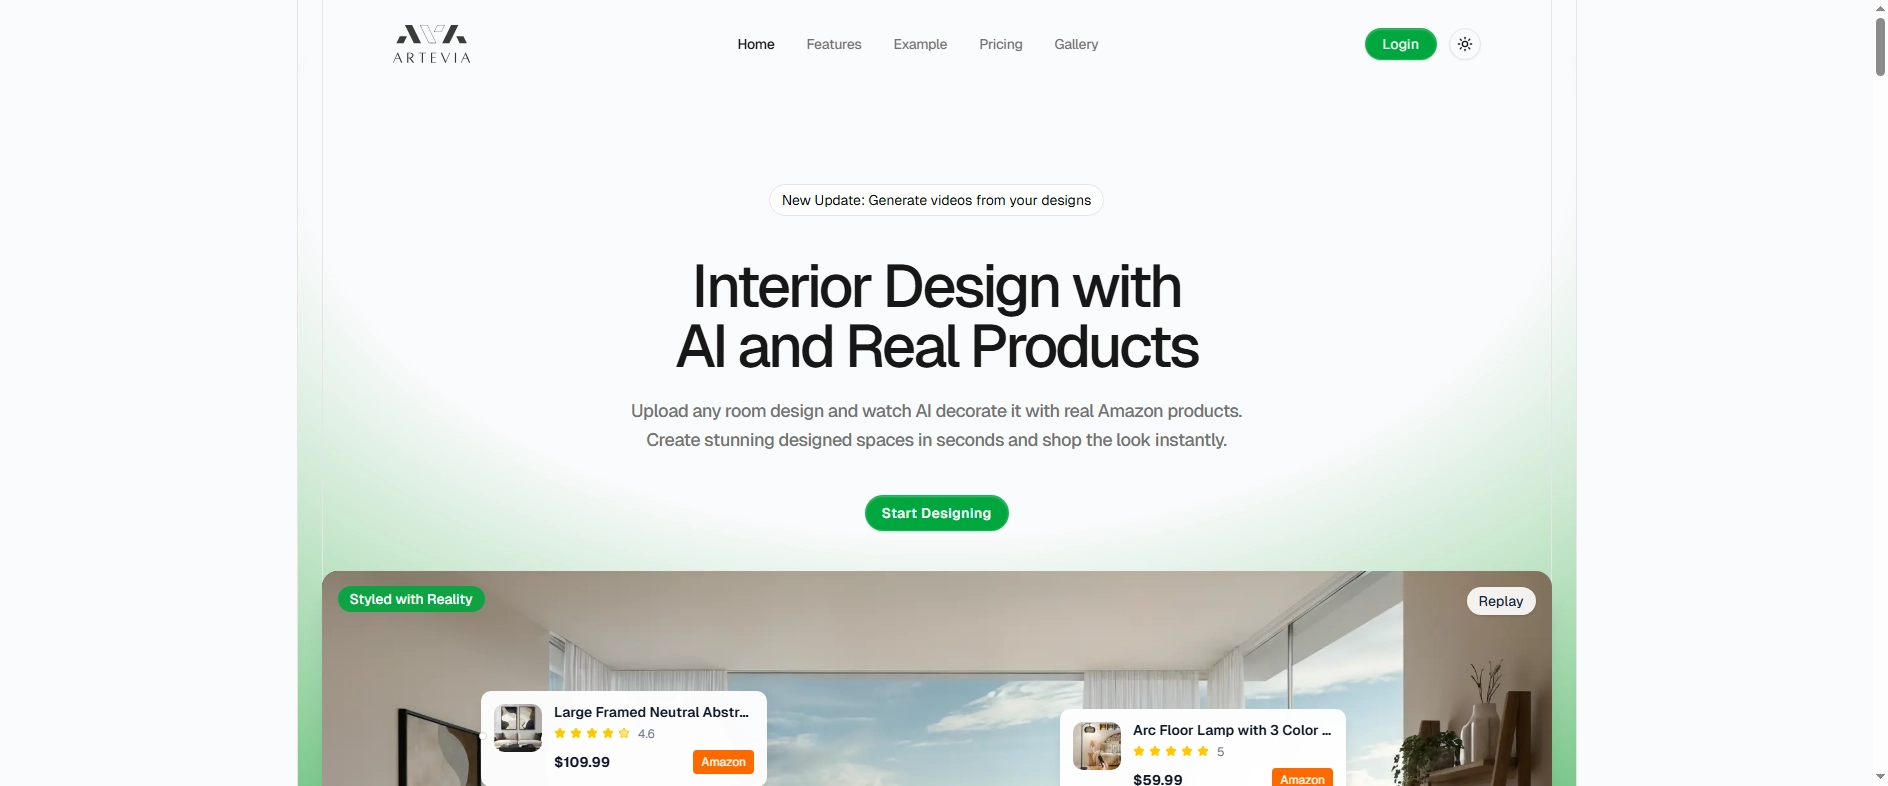 ARTEVIA
Home
Features
Example
Pricing
Gallery
Login
New Update: Generate videos from your designs
Interior Design with
AI and Real Products
Upload any room design and watch AI decorate it with real Amazon products.
Create stunning designed spaces in seconds and shop the look instantly.
Start Designing
Styled with Reality
Replay
Large Framed Neutral Abstr...
4.6
$109.99
Amazon
Arc Floor Lamp with 3 Color ...
5
$59.99
Amazon